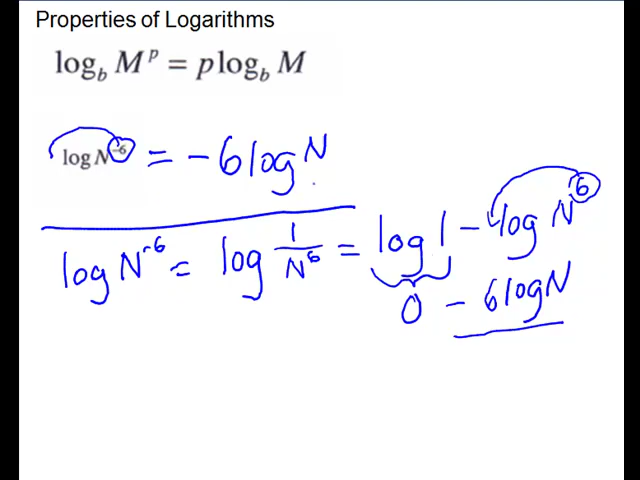 Properties of Logarithms
log_b M^p = p log_b M
log N^-6 = -6 log N
log N^-6 = log 1/N^6 = log 1 - log N^6
0 - 6 log N